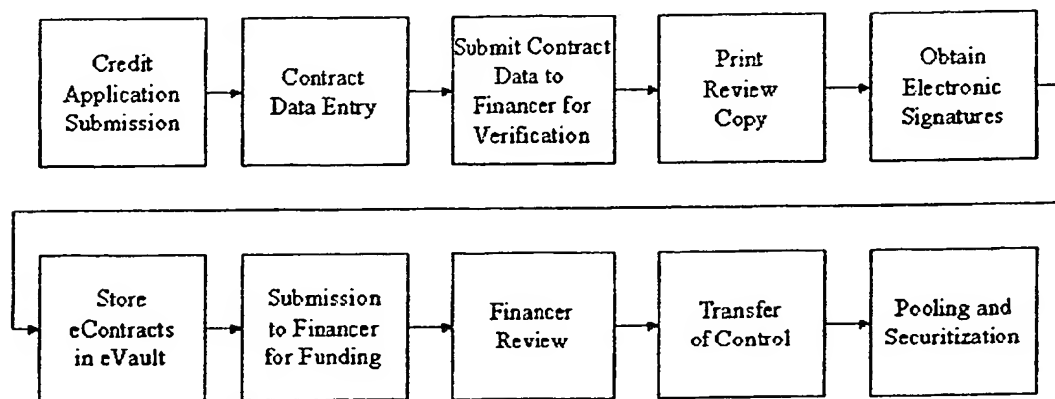 Credit
Application
Submission
Contract
Data Entry
Submit Contract
Data to
Financer for
Verification
Print
Review
Copy
Obtain
Electronic
Signatures
Store
eContracts
in eVault
Submission
to Financer
for Funding
Financer
Review
Transfer
of Control
Pooling and
Securitization